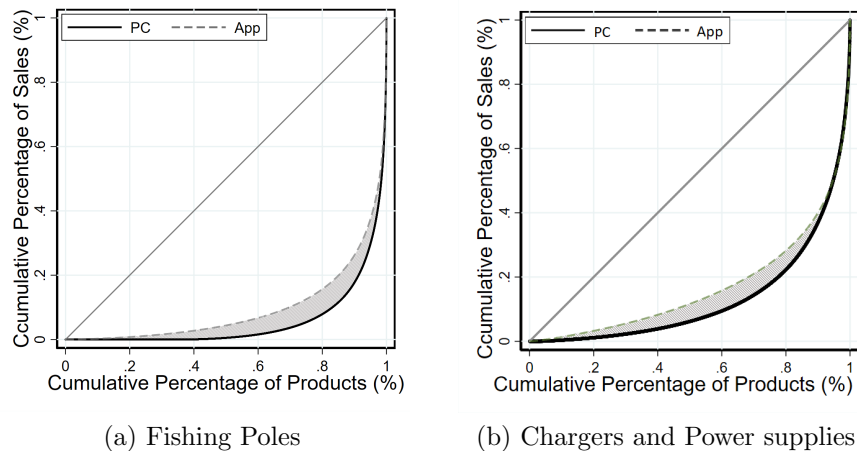 PC App
Ccumulative Percentage of Sales (%)
1
.8
.6
.4
.2
0
0 .2 .4 .6 .8 1
Cumulative Percentage of Products (%)
(a) Fishing Poles
PC App
Ccumulative Percentage of Sales (%)
1
.8
.6
.4
.2
0
0 .2 .4 .6 .8 1
Cumulative Percentage of Products (%)
(b) Chargers and Power supplies